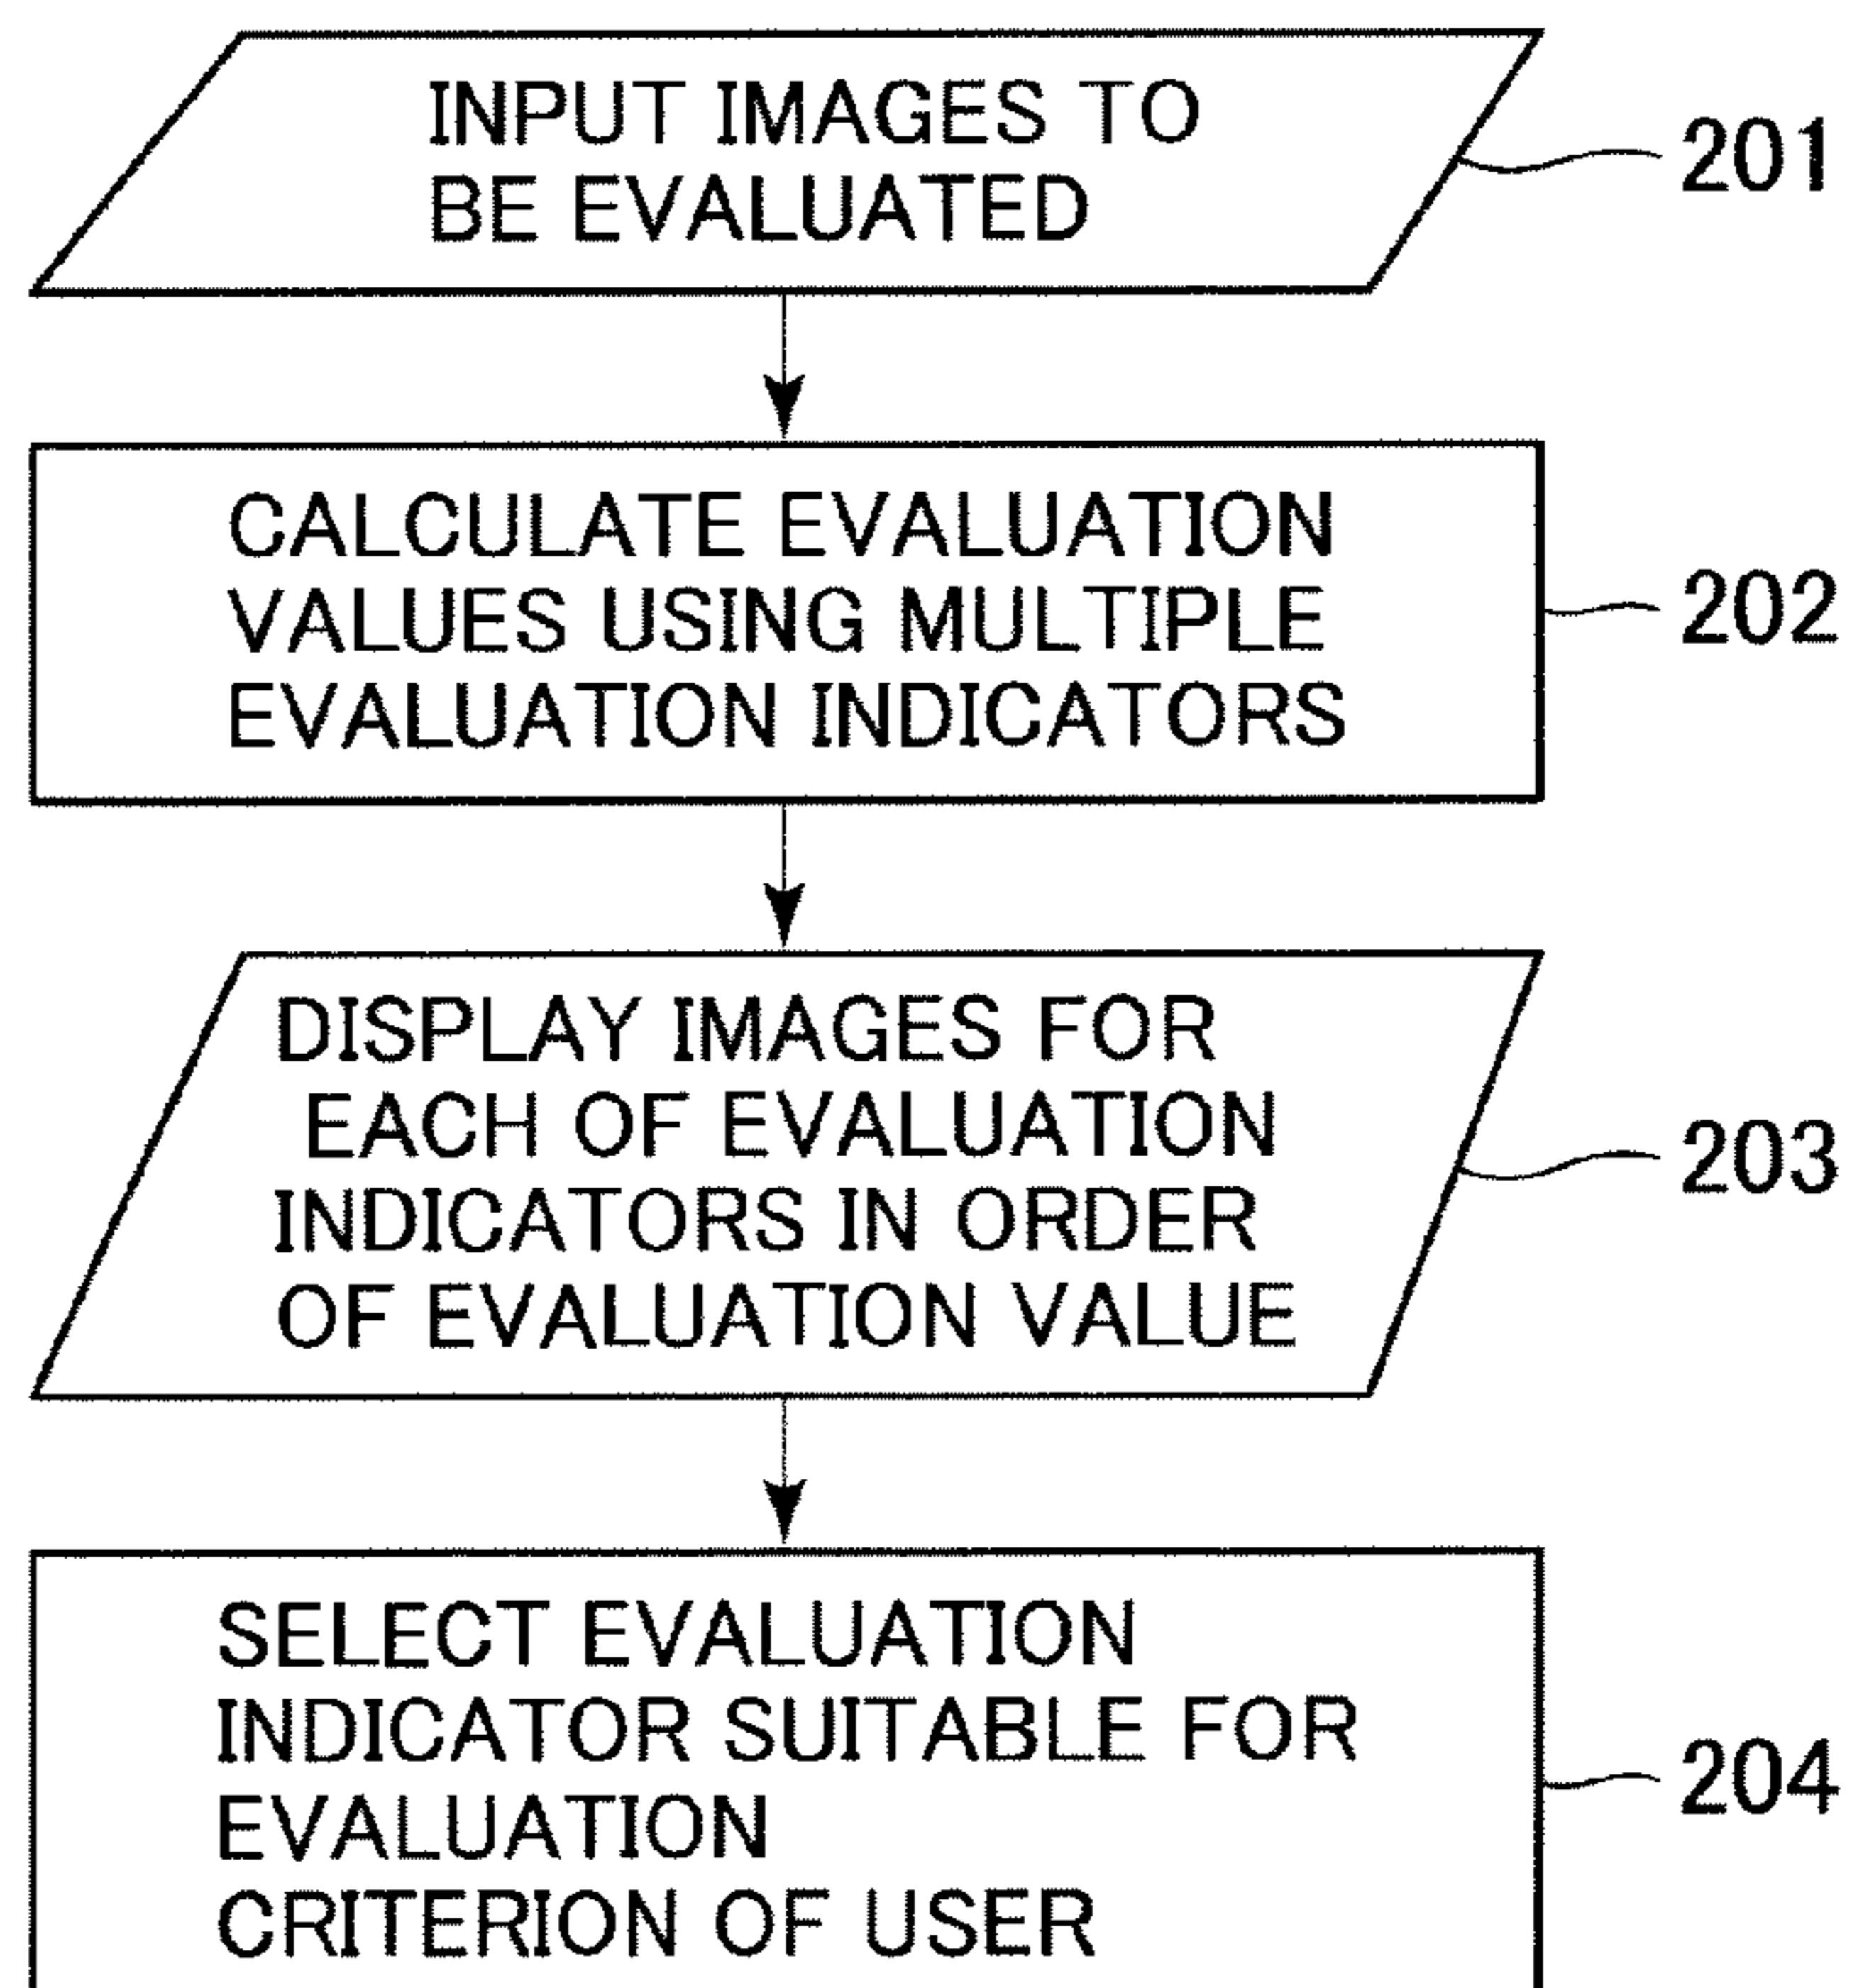 INPUT IMAGES TO
BE EVALUATED
201
CALCULATE EVALUATION
VALUES USING MULTIPLE
EVALUATION INDICATORS
202
DISPLAY IMAGES FOR
EACH OF EVALUATION
INDICATORS IN ORDER
OF EVALUATION VALUE
203
SELECT EVALUATION
INDICATOR SUITABLE FOR
EVALUATION
CRITERION OF USER
204